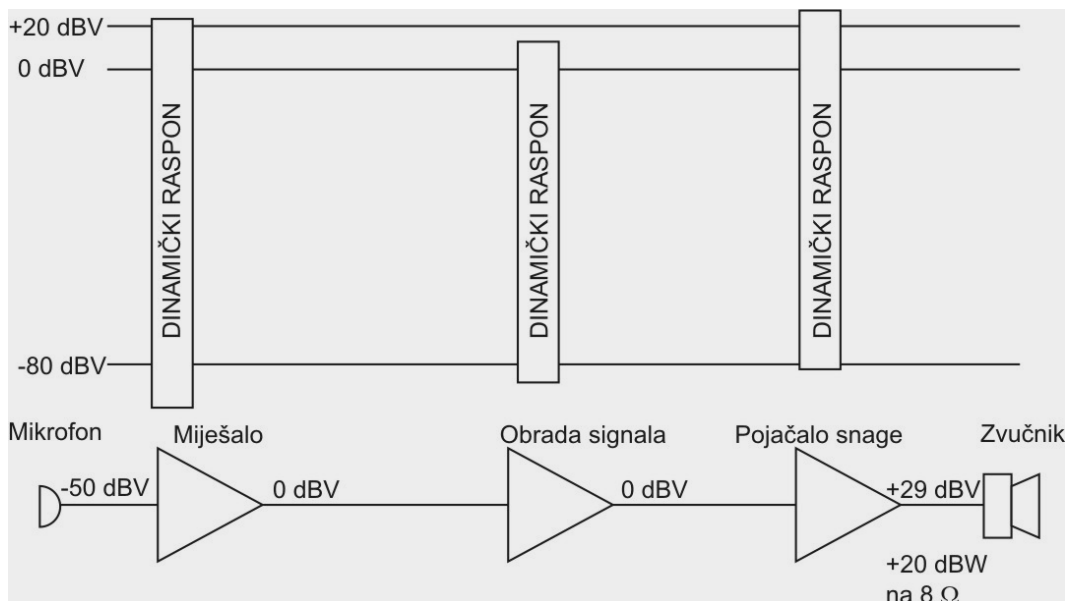 +20 dBV
0 dBV
-80 dBV
DINAMIČKI RASPON
DINAMIČKI RASPON
DINAMIČKI RASPON
Mikrofon
Miješalo
Obrada signala
Pojačalo snage
Zvučnik
-50 dBV
0 dBV
0 dBV
+29 dBV
+20 dBW
na 8 Ω